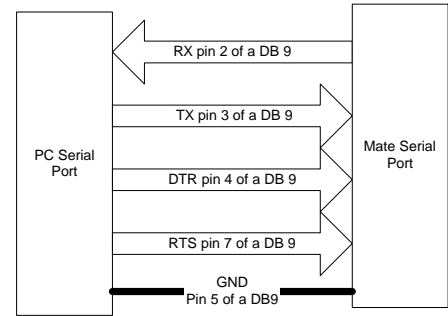 RX pin 2 of a DB 9
TX pin 3 of a DB 9
PC Serial
Port
Mate Serial
Port
DTR pin 4 of a DB 9
RTS pin 7 of a DB 9
GND
Pin 5 of a DB9